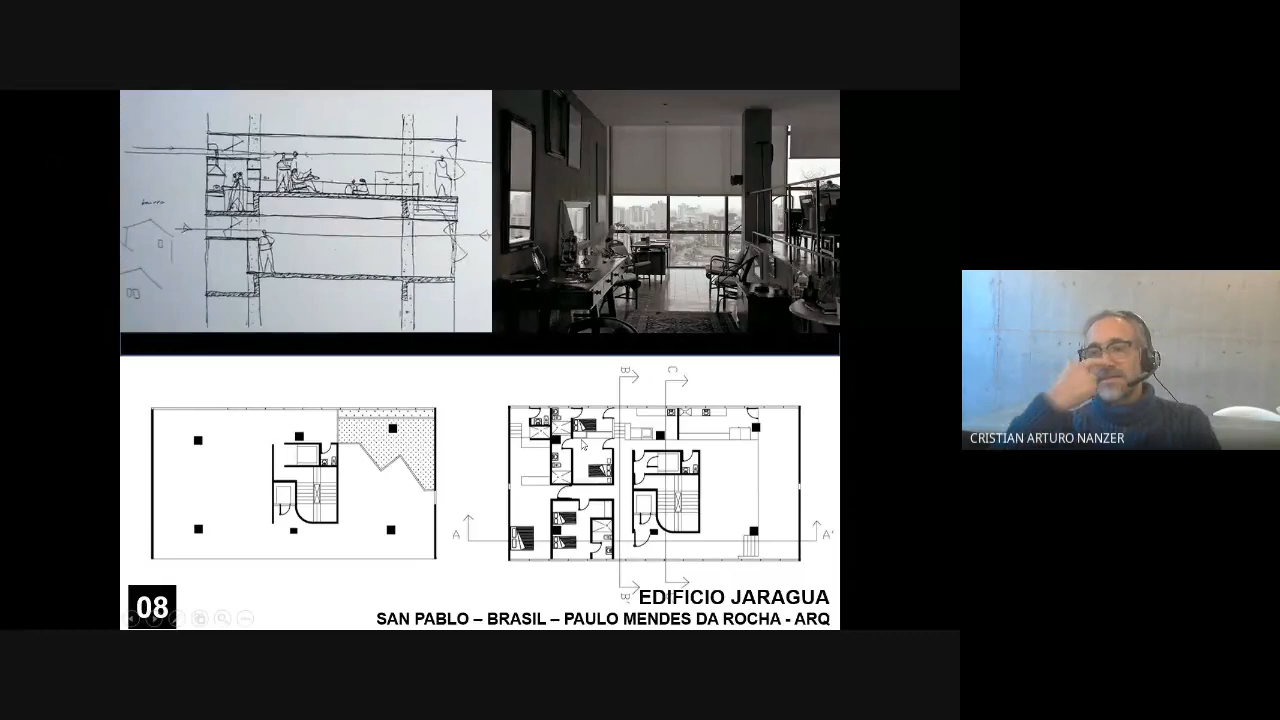 B
C
A
A'
B'
08
EDIFICIO JARAGUA
SAN PABLO – BRASIL – PAULO MENDES DA ROCHA - ARQ
CRISTIAN ARTURO NANZER